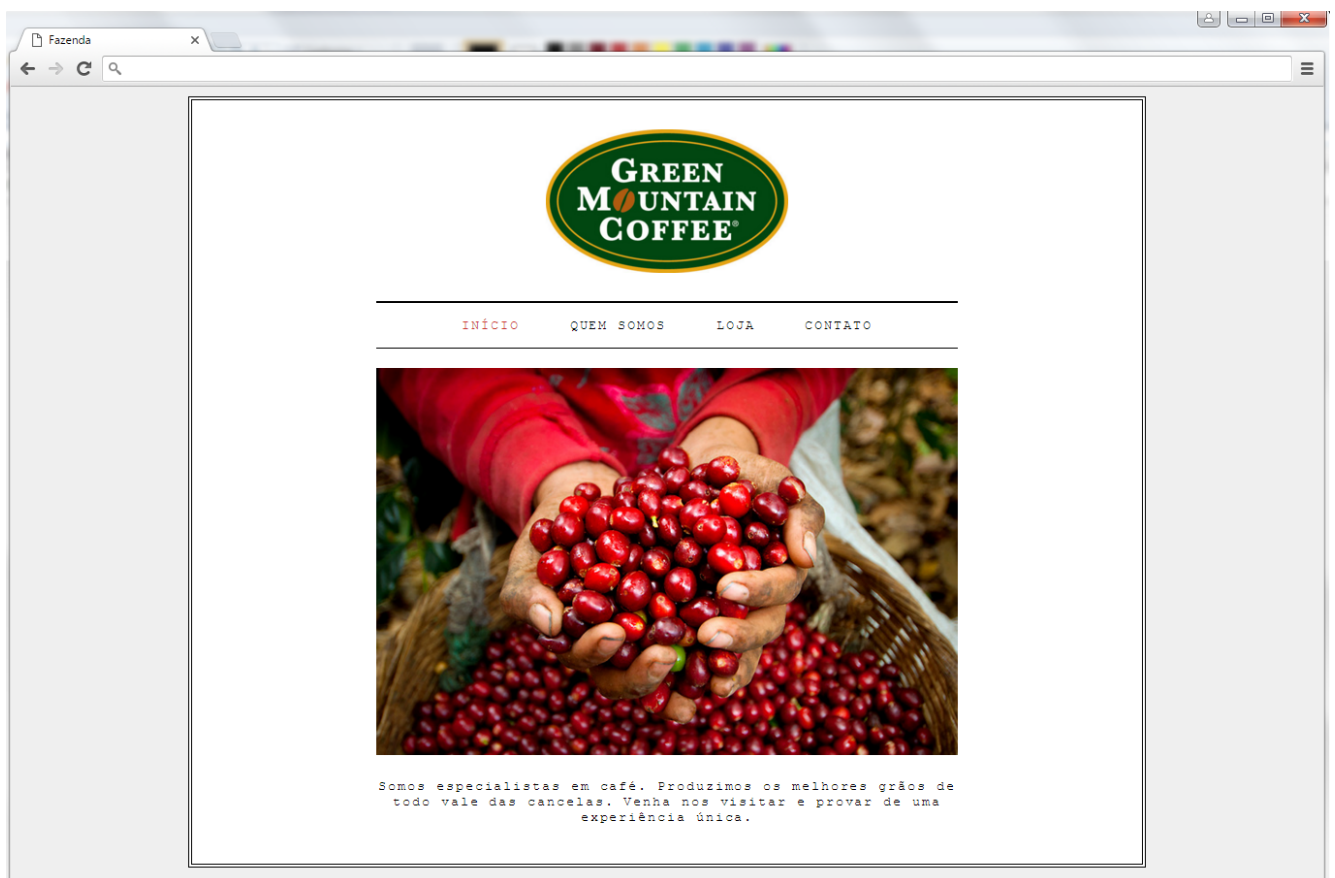 Fazenda
GREEN
MOUNTAIN
COFFEE®
INÍCIO QUEM SOMOS LOJA CONTATO
Somos especialistas em café. Produzimos os melhores grãos de
todo vale das cancelas. Venha nos visitar e provar de uma
experiência única.